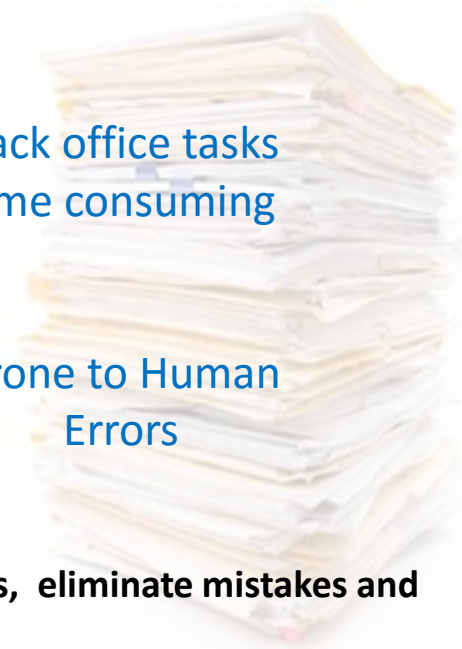 ack office tasks
me consuming
rone to Human
Errors
s, eliminate mistakes and